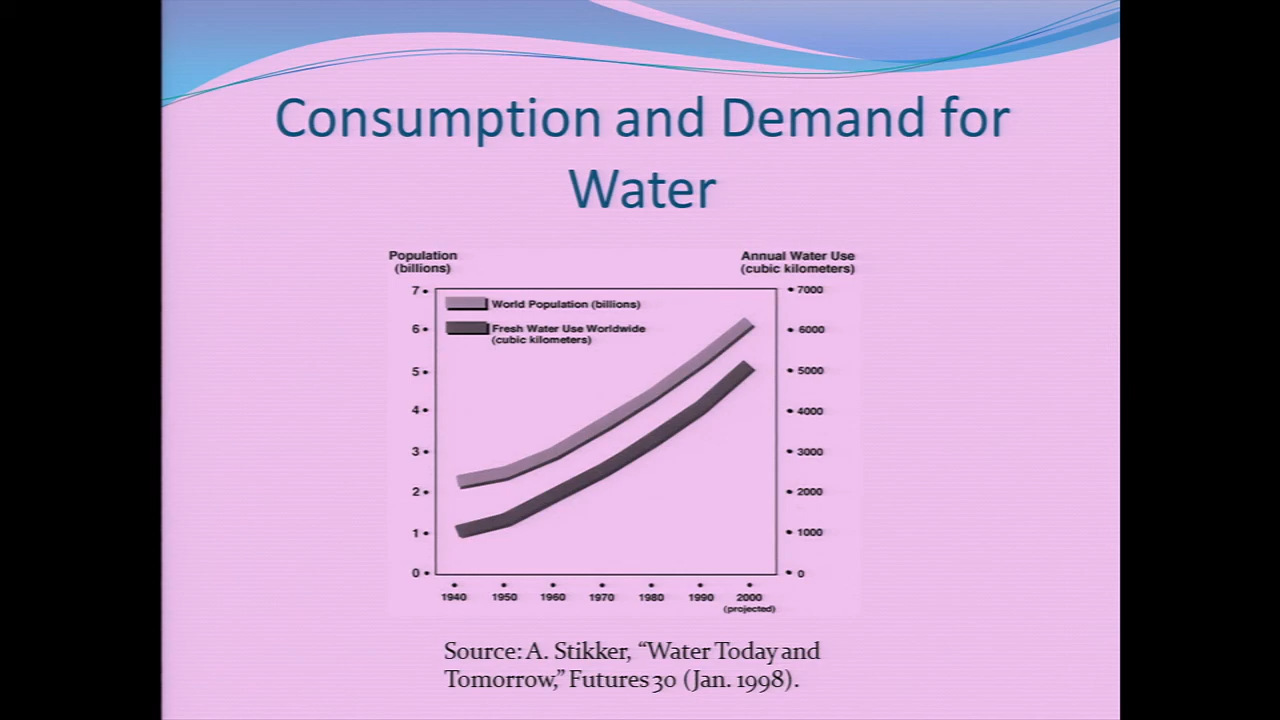 Consumption and Demand for
Water
Population
(billions)
Annual Water Use
(cubic kilometers)
7
6
5
4
3
2
1
0
World Population (billions)
Fresh Water Use Worldwide
(cubic kilometers)
7000
6000
5000
4000
3000
2000
1000
0
1940 1950 1960 1970 1980 1990 2000
(projected)
Source: A. Stikker, “Water Today and
Tomorrow,” Futures 30 (Jan. 1998).